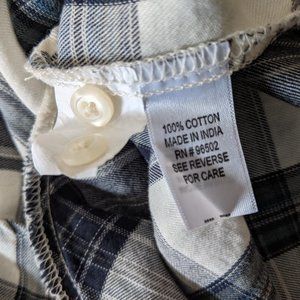 100% COTTON
MADE IN INDIA
RN # 96502
SEE REVERSE
FOR CARE